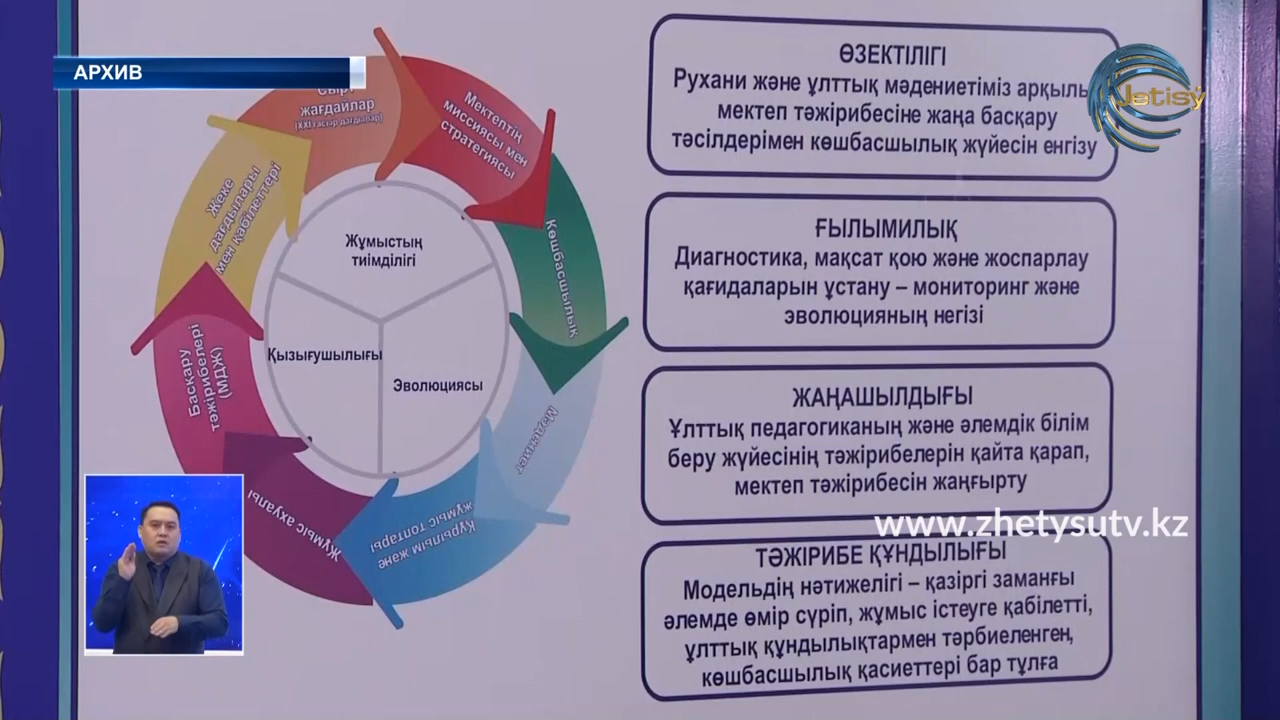 АРХИВ
Jetisý
Сырт
жағдайлар
Мектептің
миссиясы мен
стратегиясы
Көшбасшылық
Мәдениет
Құрылым және
жұмыс топтары
Жұмыс ахуалы
Басқару
тәжірибелері
(МДЖ)
Жеке
дағдылары
мен қабілеттері
Жұмыстың
тиімділігі
Қызығушылығы
Эволюциясы
ӨЗЕКТІЛІГІ
Рухани және ұлттық мәдениетіміз арқылы
мектеп тәжірибесіне жаңа басқару
тәсілдерімен көшбасшылық жүйесін енгізу
ҒЫЛЫМИЛЫҚ
Диагностика, мақсат қою және жоспарлау
қағидаларын ұстану – мониторинг және
эволюцияның негізі
ЖАҢАШЫЛДЫҒЫ
Ұлттық педагогиканың және әлемдік білім
беру жүйесінің тәжірибелерін қайта қарап,
мектеп тәжірибесін жаңғырту
www.zhetysutv.kz
ТӘЖІРИБЕ ҚҰНДЫЛЫҒЫ
Модельдің нәтижелігі – қазіргі заманғы
әлемде өмір сүріп, жұмыс істеуге қабілетті,
ұлттық құндылықтармен тәрбиеленген,
көшбасшылық қасиеттері бар тұлға